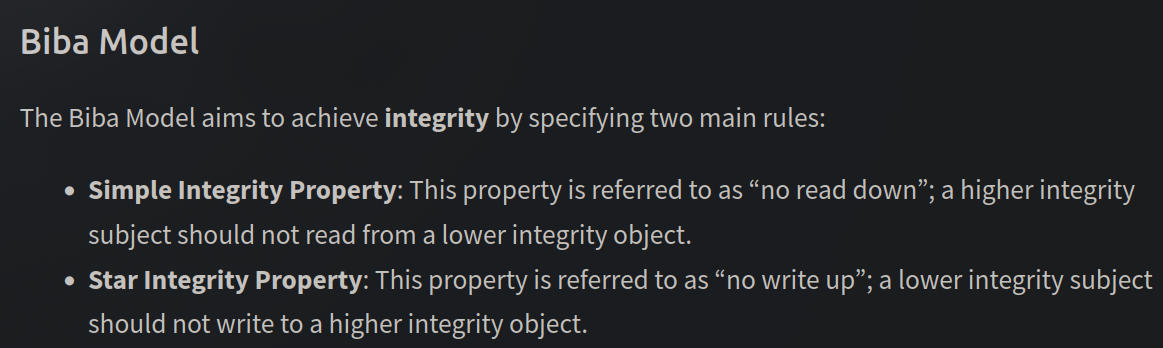 Biba Model
The Biba Model aims to achieve integrity by specifying two main rules:
• Simple Integrity Property: This property is referred to as “no read down”; a higher integrity
subject should not read from a lower integrity object.
• Star Integrity Property: This property is referred to as “no write up”; a lower integrity subject
should not write to a higher integrity object.